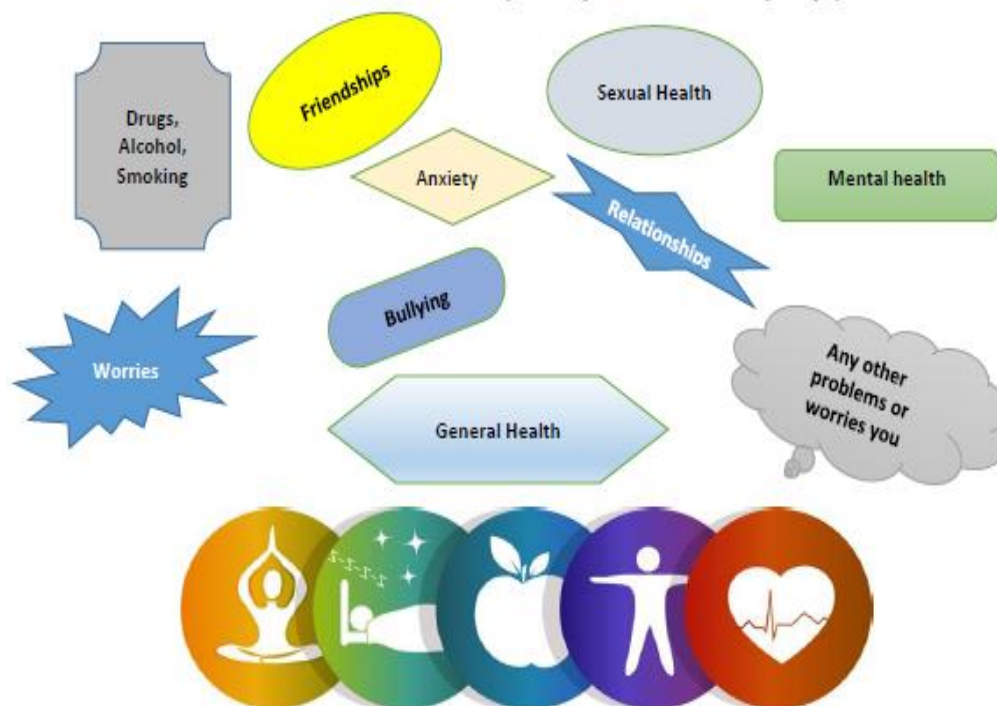 Friendships
Sexual Health
Drugs,
Alcohol,
Smoking
Anxiety
Mental health
Relationships
Bullying
Any other
problems or
worries you
Worries
General Health